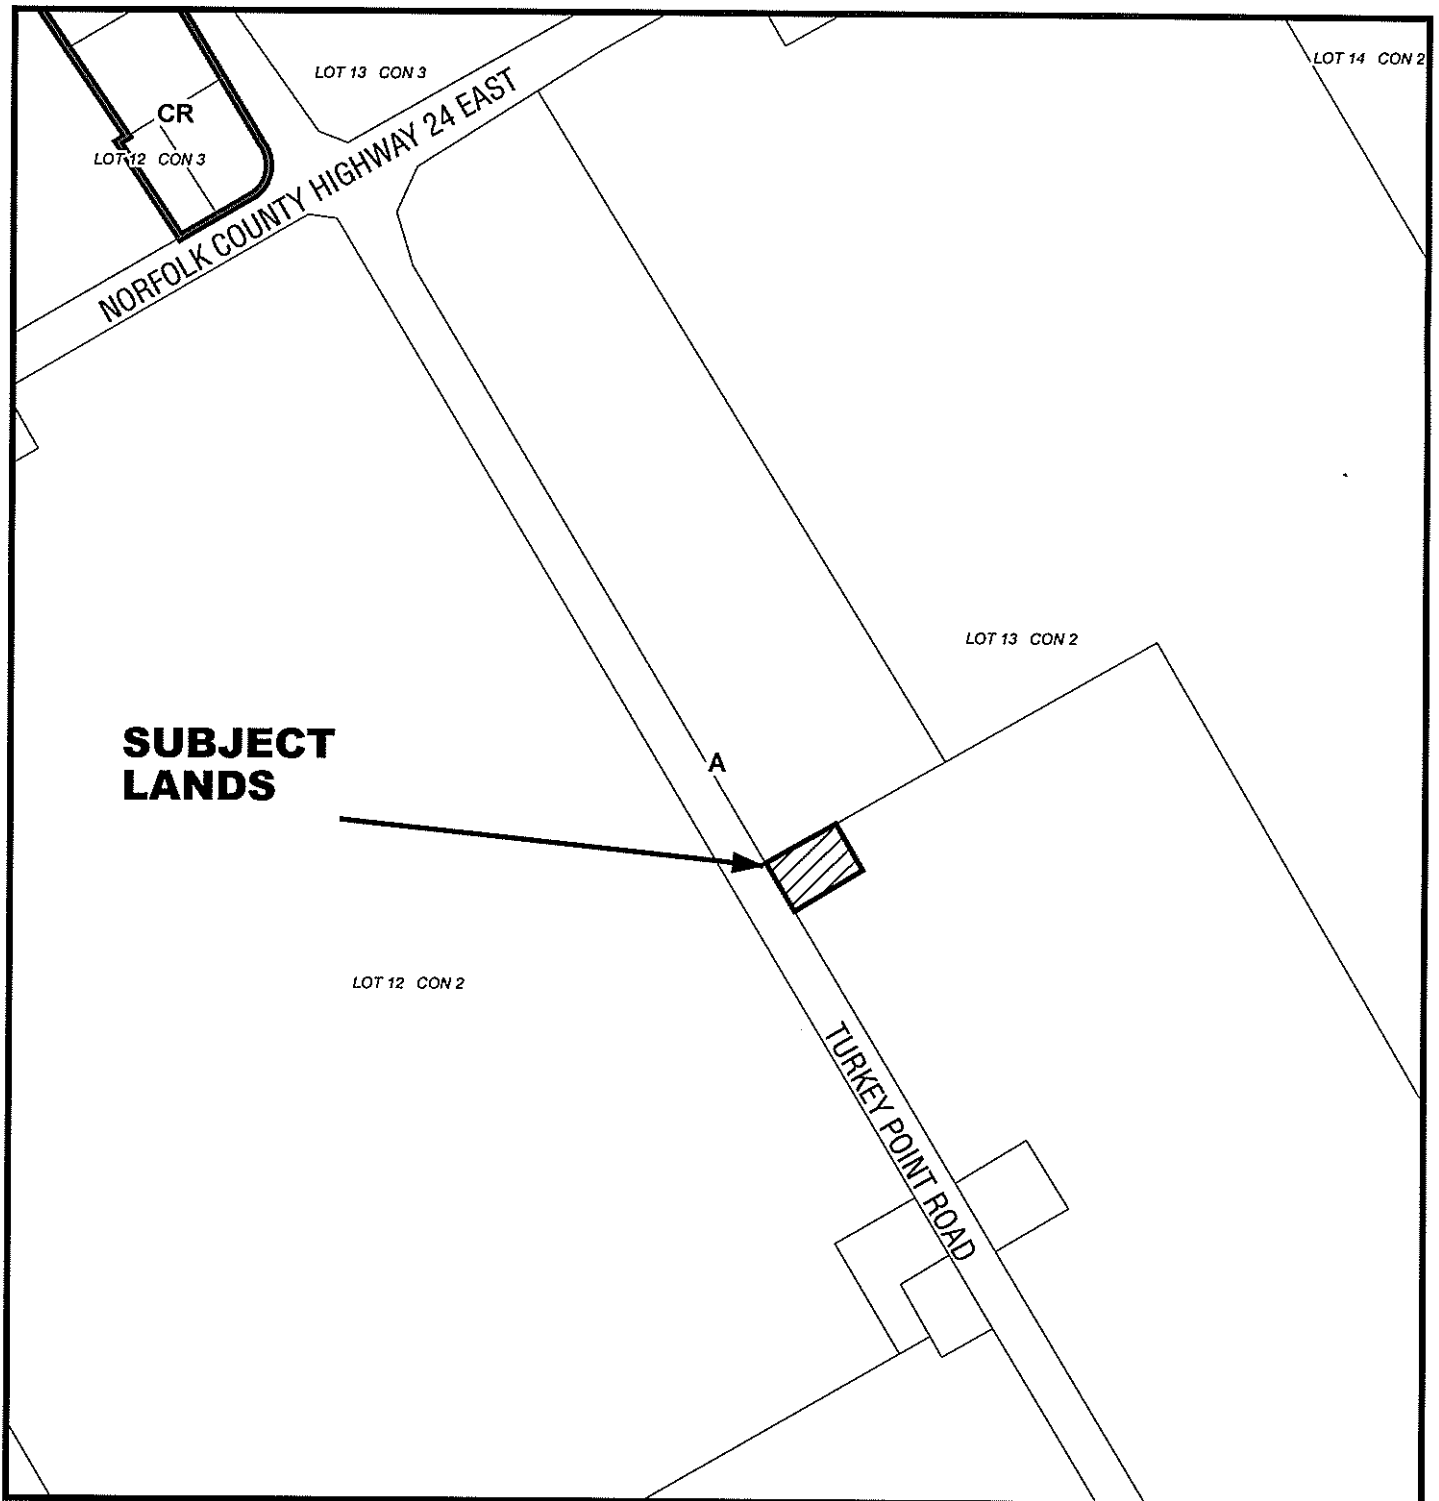 LOT 13 CON 3
LOT 14 CON 2
CR
LOT 12 CON 3
NORFOLK COUNTY HIGHWAY 24 EAST
LOT 13 CON 2
SUBJECT
LANDS
A
LOT 12 CON 2
TURKEY POINT ROAD